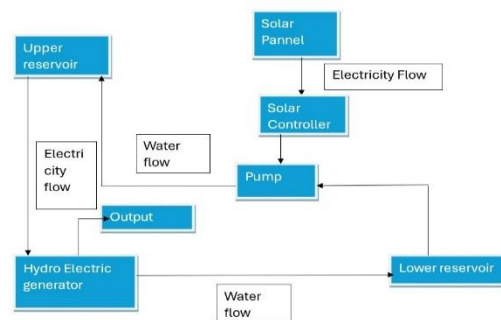 Solar
Pannel
Upper
reservoir
Electricity Flow
Solar
Controller
Water
flow
Electri
city
flow
Pump
Output
Hydro Electric
generator
Lower reservoir
Water
flow